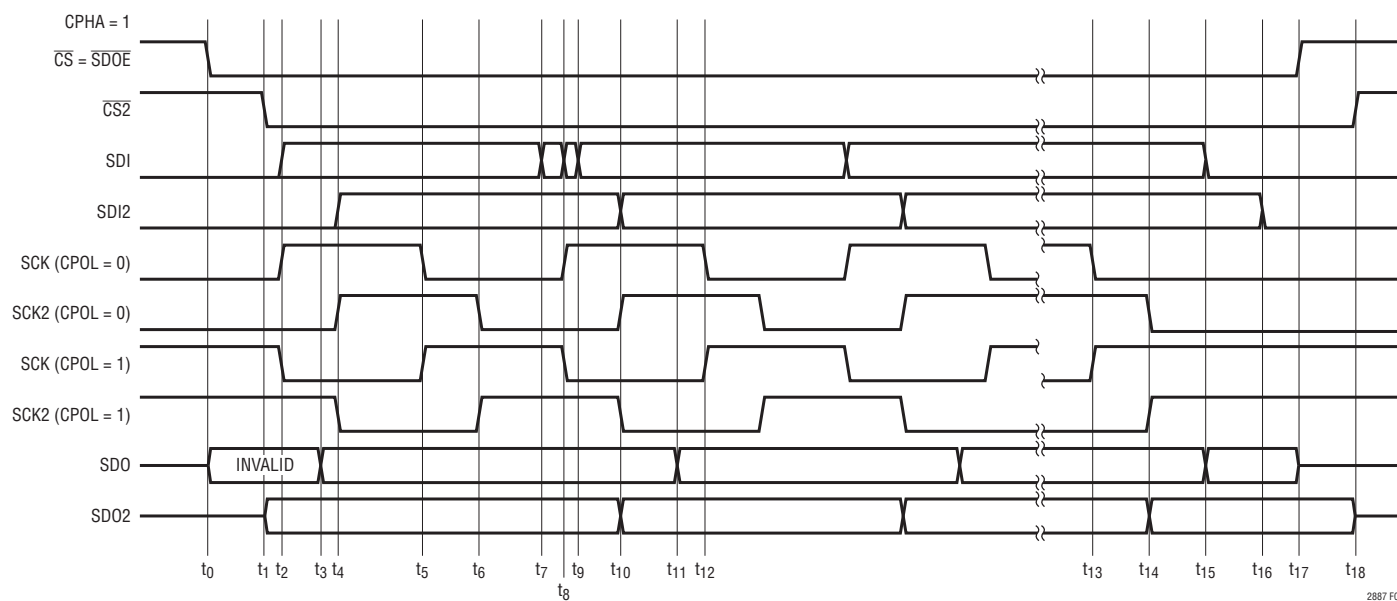 CPHA = 1
CS = SDOE
CS2
SDI
SDI2
SCK (CPOL = 0)
SCK2 (CPOL = 0)
SCK (CPOL = 1)
SCK2 (CPOL = 1)
SDO INVALID
SDO2
t0 t1 t2 t3 t4 t5 t6 t7 t8 t9 t10 t11 t12 t13 t14 t15 t16 t17 t18
2887